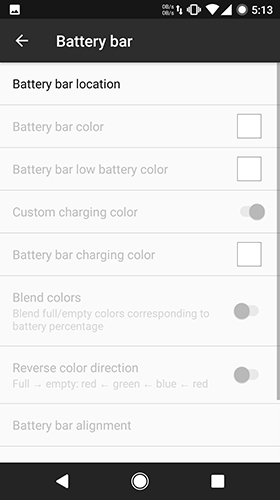 0B/s
0B/s
5:13
Battery bar
Battery bar location
Battery bar color
Battery bar low battery color
Custom charging color
Battery bar charging color
Blend colors
Blend full/empty colors corresponding to
battery percentage
Reverse color direction
Full → empty: red ← green ← blue ← red
Battery bar alignment